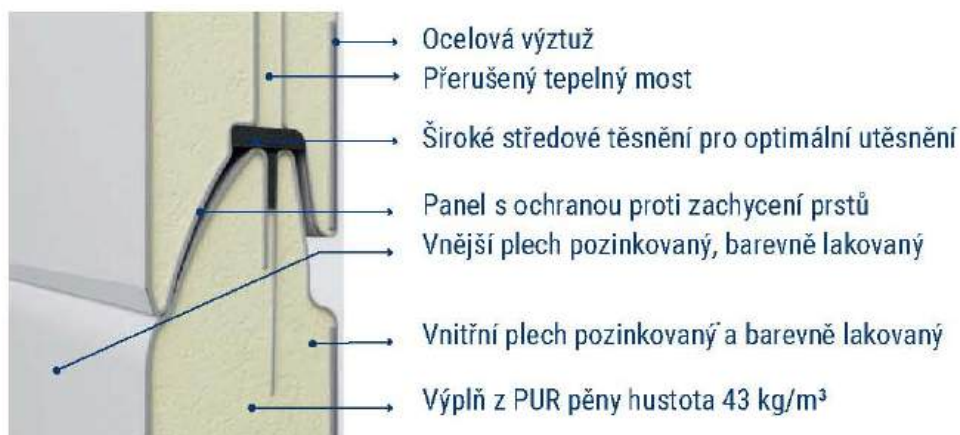 Ocelová výztuž
Přerušený tepelný most
Široké středové těsnění pro optimální utěsnění
Panel s ochranou proti zachycení prstů
Vnější plech pozinkovaný, barevně lakovaný
Vnitřní plech pozinkovaný a barevně lakovaný
Výplň z PUR pěny hustota 43 kg/m³